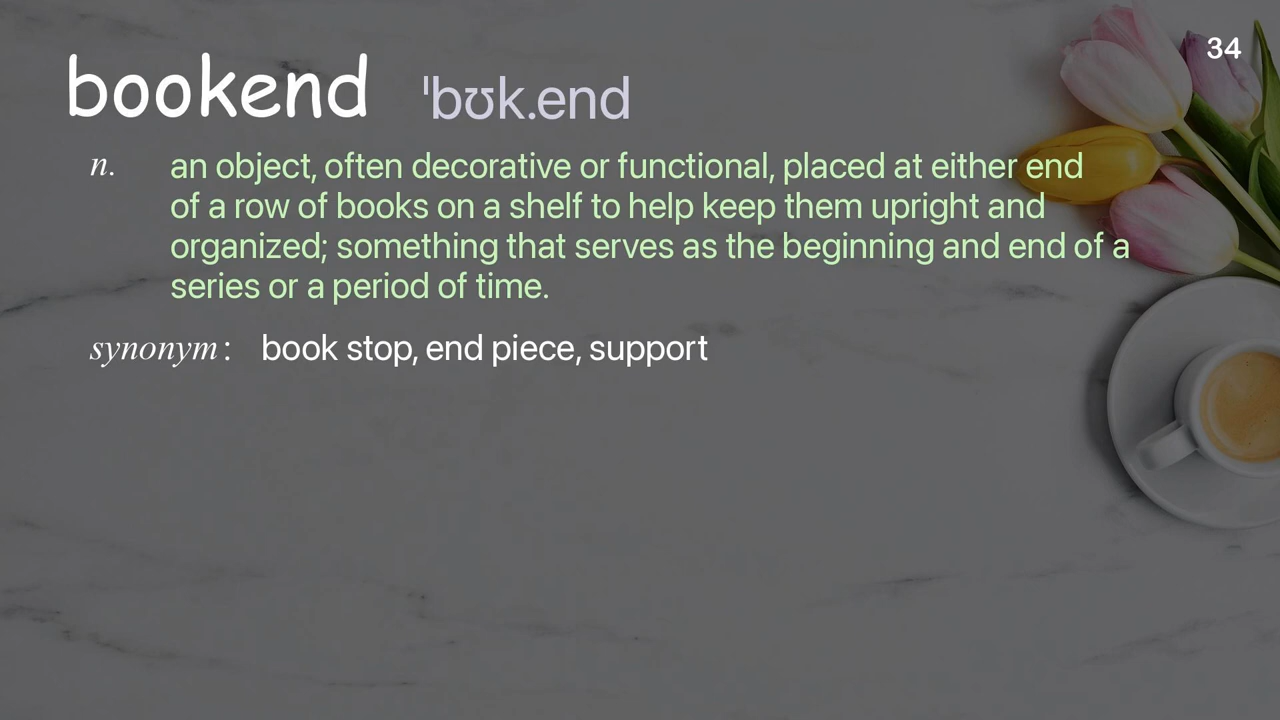 34
bookend ˈbʊk.end
n. an object, often decorative or functional, placed at either end
of a row of books on a shelf to help keep them upright and
organized; something that serves as the beginning and end of a
series or a period of time.
synonym: book stop, end piece, support